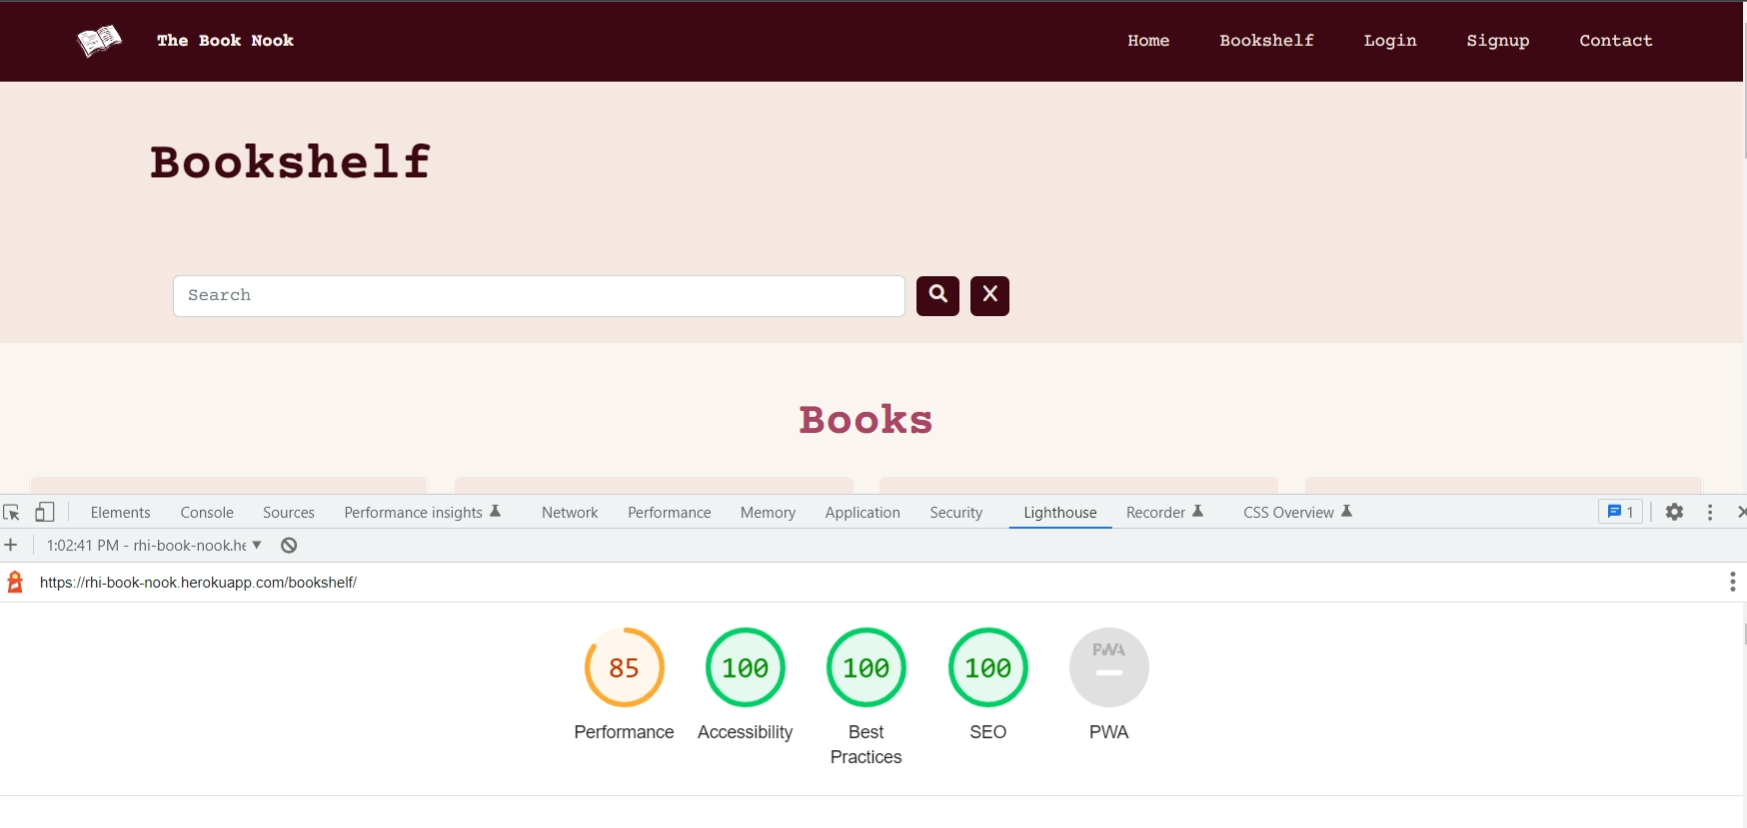 The Book Nook Home Bookshelf Login Signup Contact
Bookshelf
Search X
Books
Elements Console Sources Performance insights Network Performance Memory Application Security Lighthouse Recorder CSS Overview 1
1:02:41 PM - rhi-book-nook.he
https://rhi-book-nook.herokuapp.com/bookshelf/
PWA
85 100 100 100
Performance Accessibility Best SEO PWA
Practices